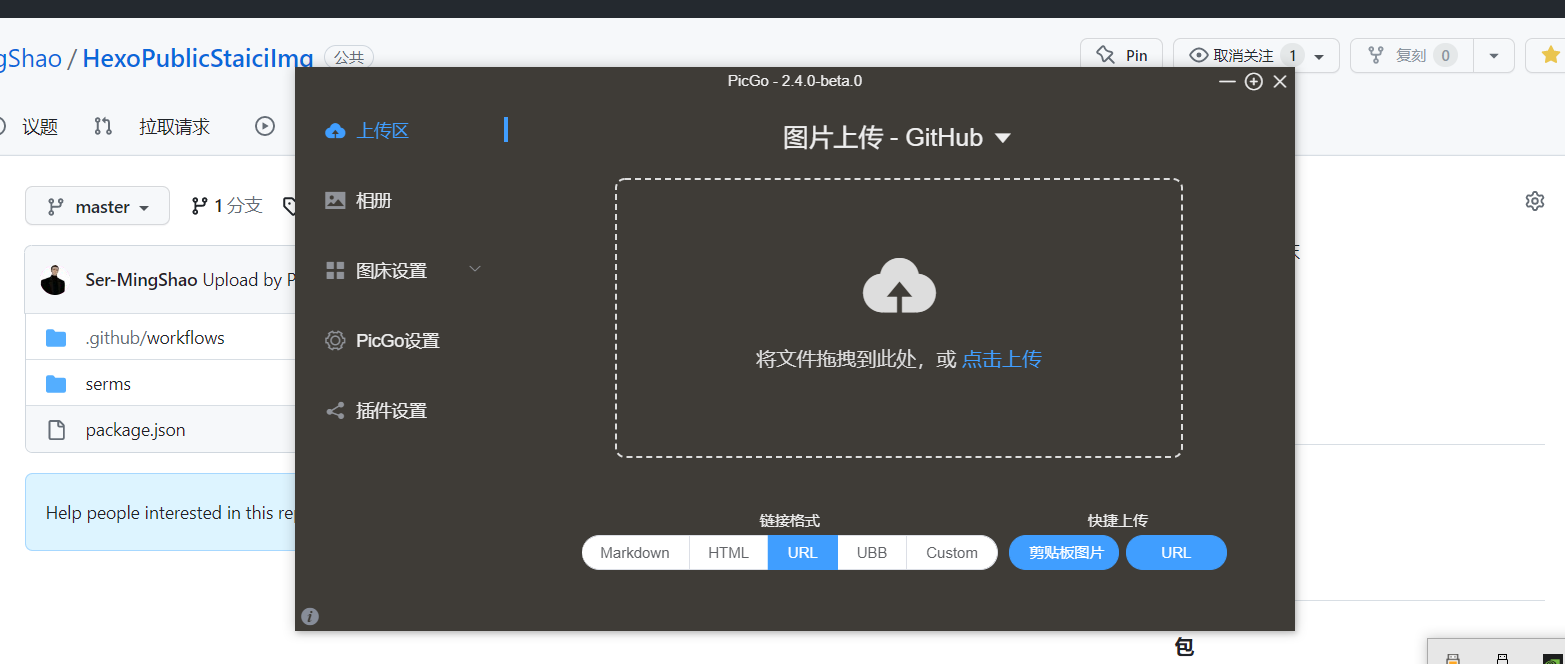 gShao / HexoPublicStaiciImg 公共
Pin 取消关注 1 复刻 0
议题 拉取请求
master 1 分支
Ser-MingShao Upload by P
.github/workflows
serms
package.json
Help people interested in this rep
PicGo - 2.4.0-beta.0
上传区
相册
图床设置
PicGo设置
插件设置
图片上传 - GitHub
将文件拖拽到此处，或 点击上传
链接格式 快捷上传
Markdown HTML URL UBB Custom 剪贴板图片 URL
包